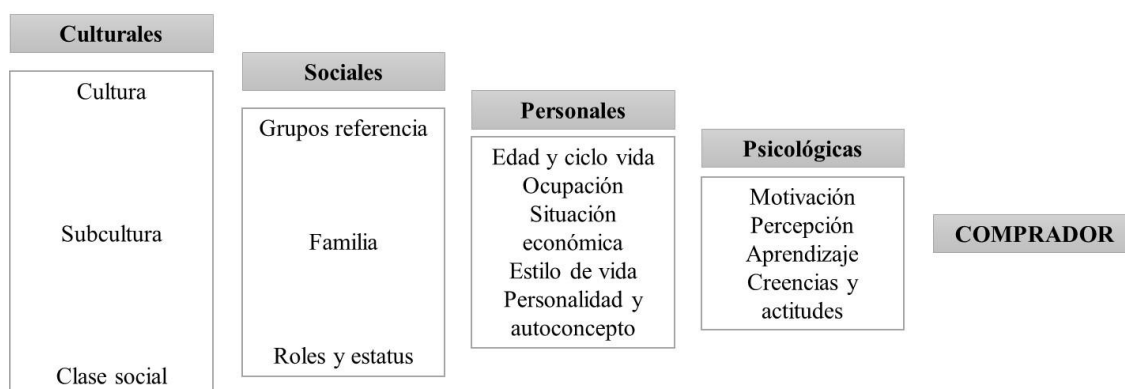 Culturales
Cultura
Subcultura
Clase social
Sociales
Grupos referencia
Familia
Roles y estatus
Personales
Edad y ciclo vida
Ocupación
Situación
económica
Estilo de vida
Personalidad y
autoconcepto
Psicológicas
Motivación
Percepción
Aprendizaje
Creencias y
actitudes
COMPRADOR